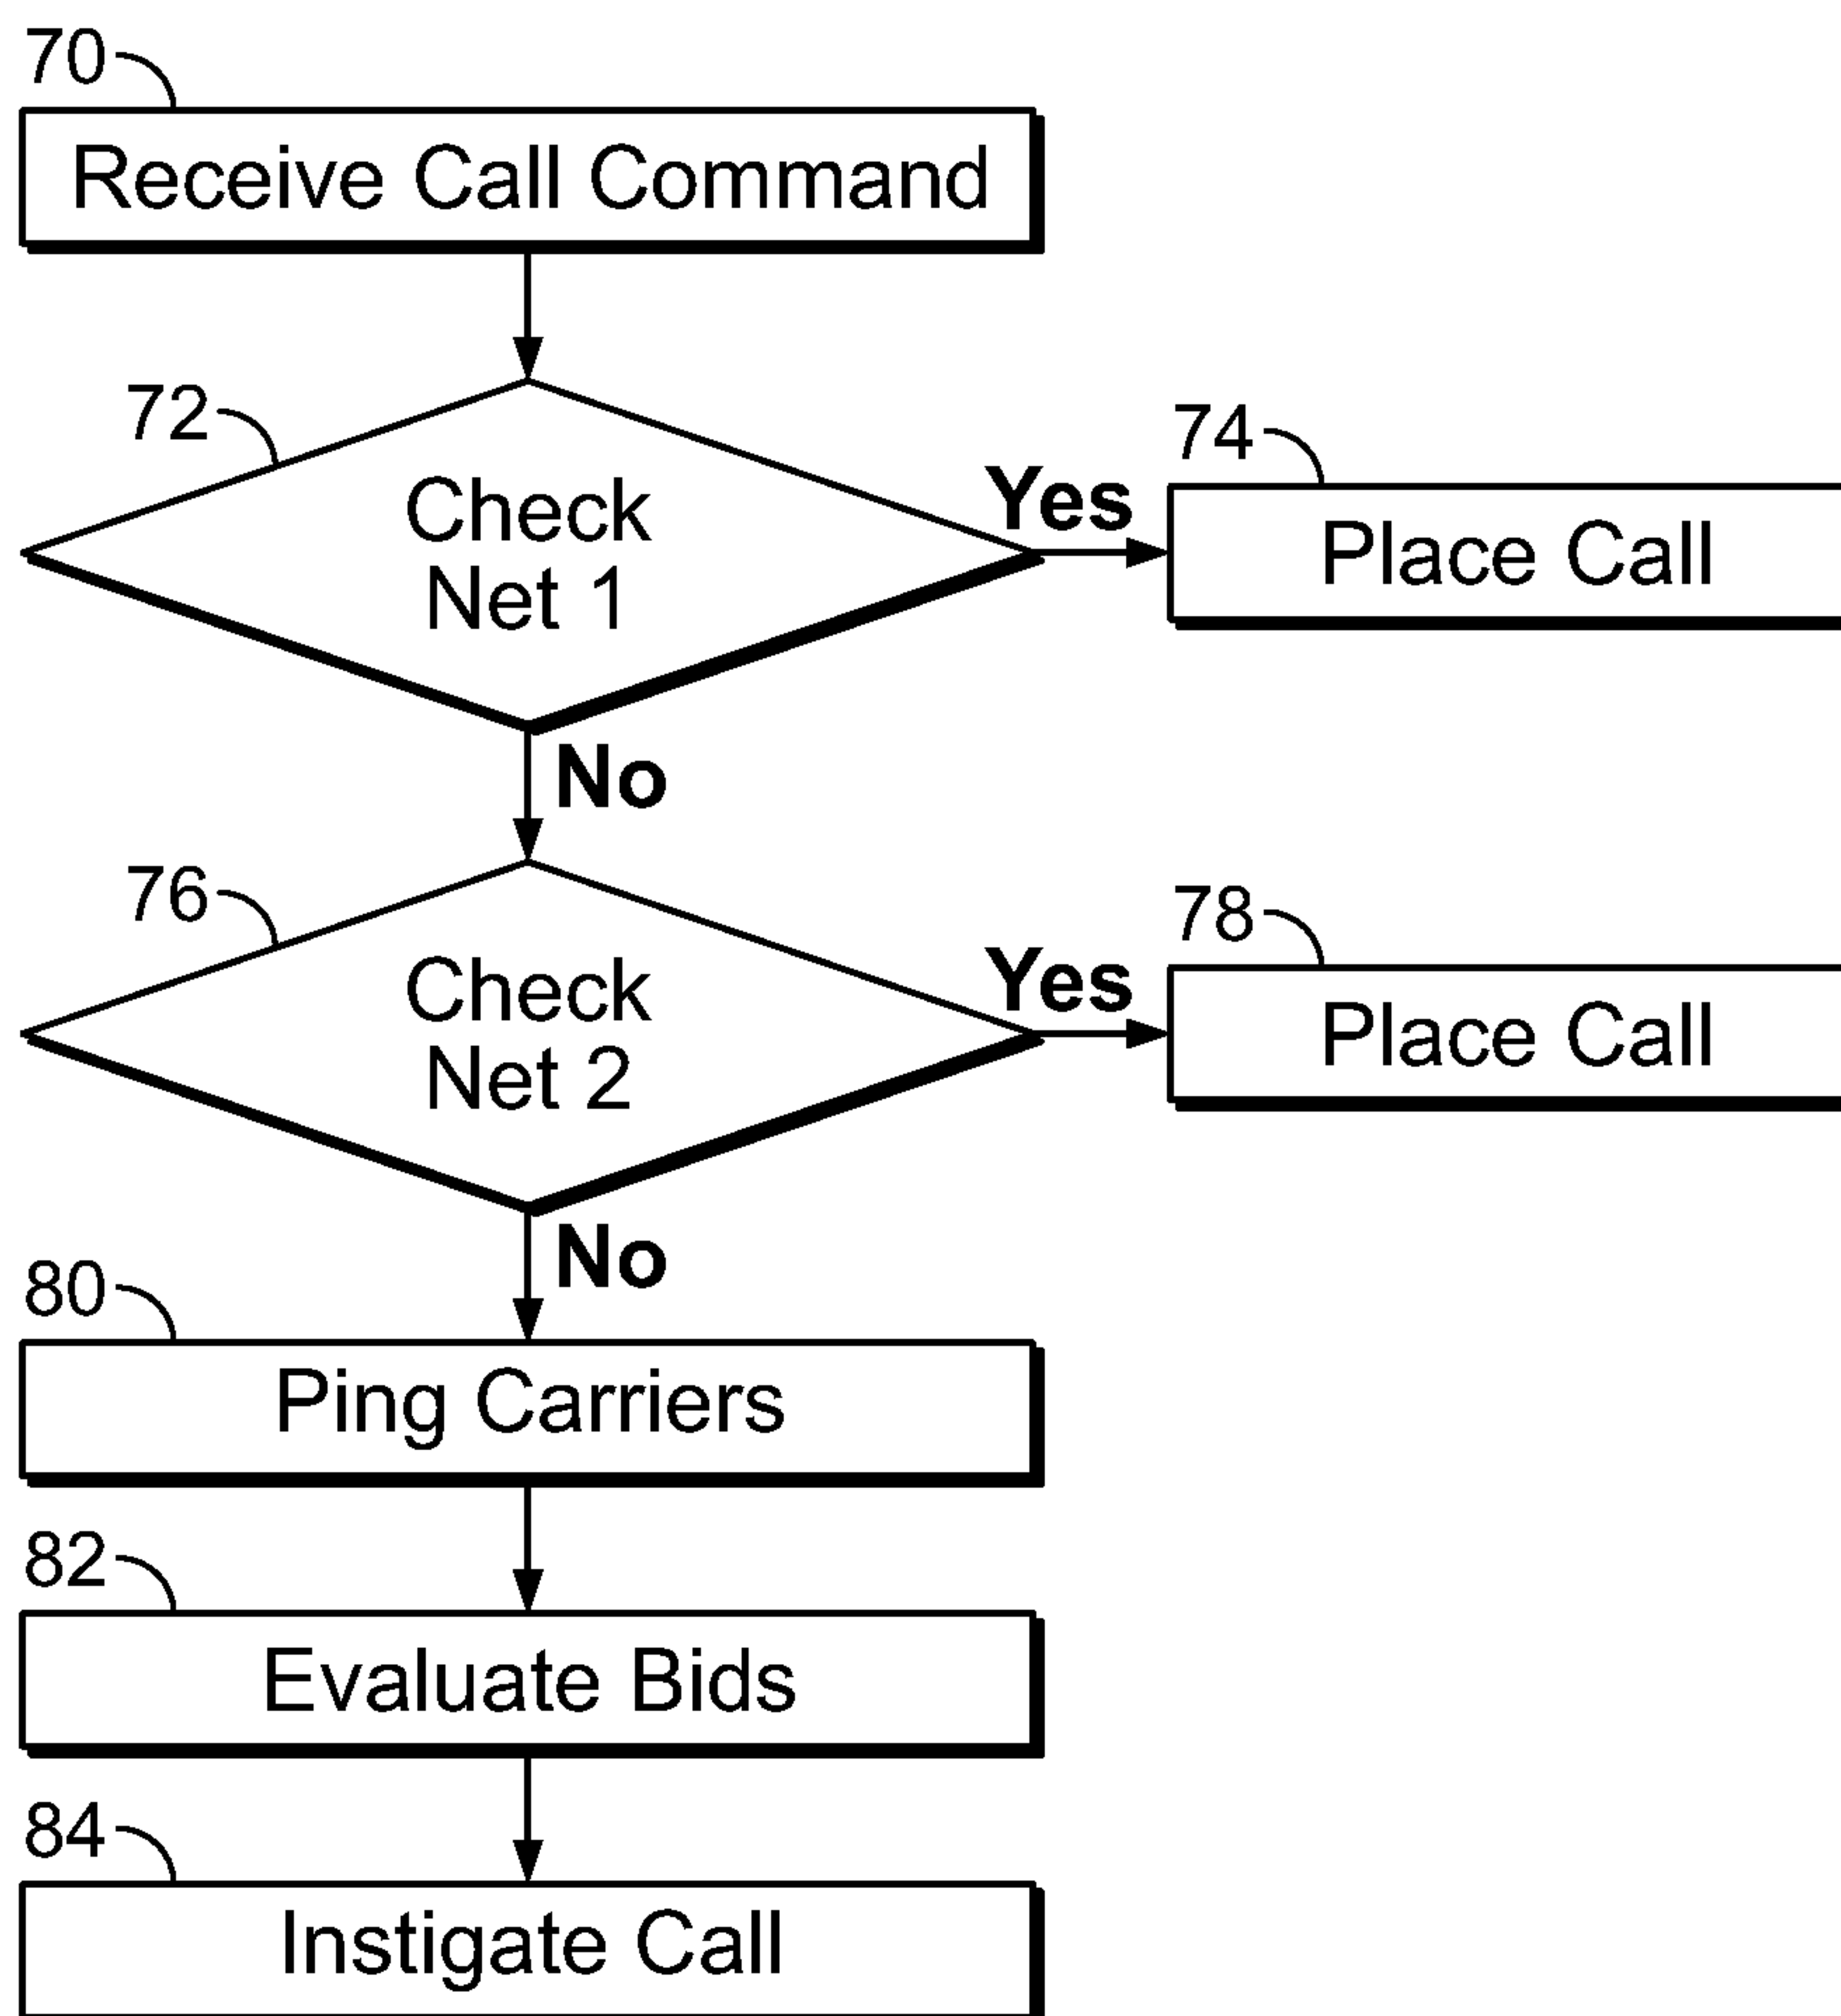 70
Receive Call Command
72
Check
Net 1
Yes
74
Place Call
No
76
Check
Net 2
Yes
78
Place Call
No
80
Ping Carriers
82
Evaluate Bids
84
Instigate Call